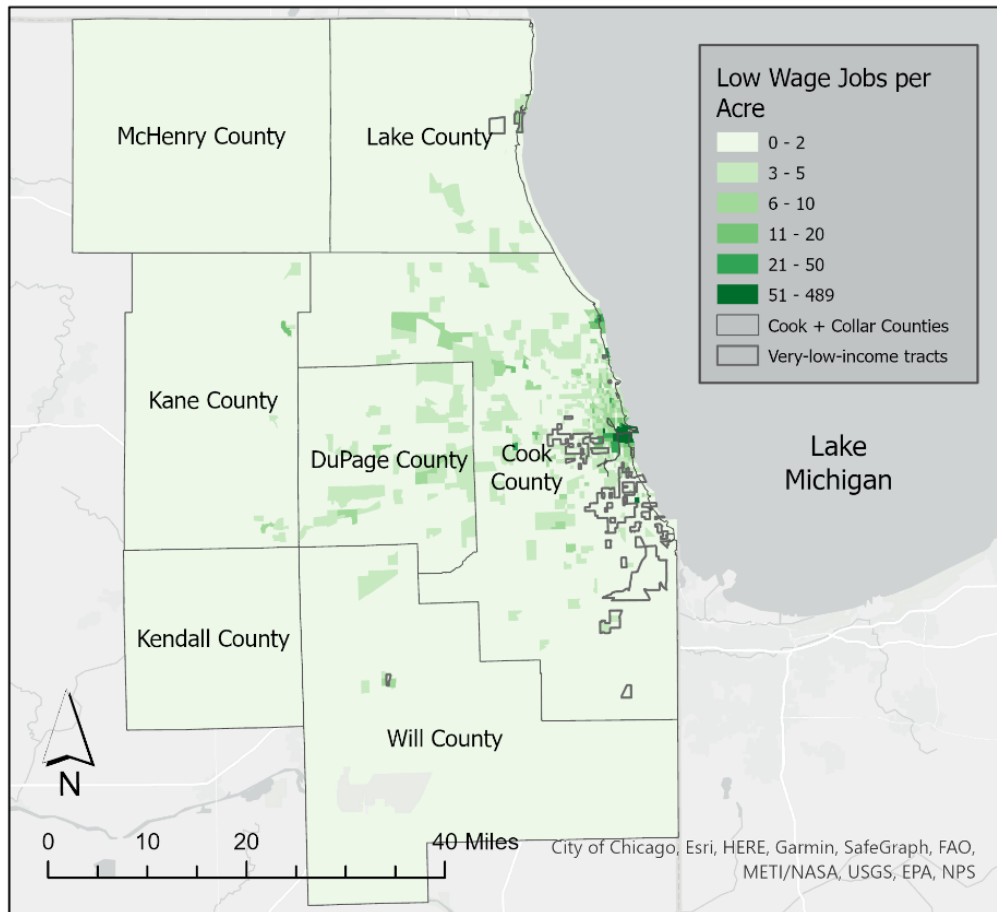 Low Wage Jobs per
Acre
0 - 2
3 - 5
6 - 10
11 - 20
21 - 50
51 - 489
Cook + Collar Counties
Very-low-income tracts
McHenry County
Lake County
Kane County
DuPage County
Cook
County
Lake
Michigan
Kendall County
Will County
N
0 10 20 40 Miles
City of Chicago, Esri, HERE, Garmin, SafeGraph, FAO,
METI/NASA, USGS, EPA, NPS